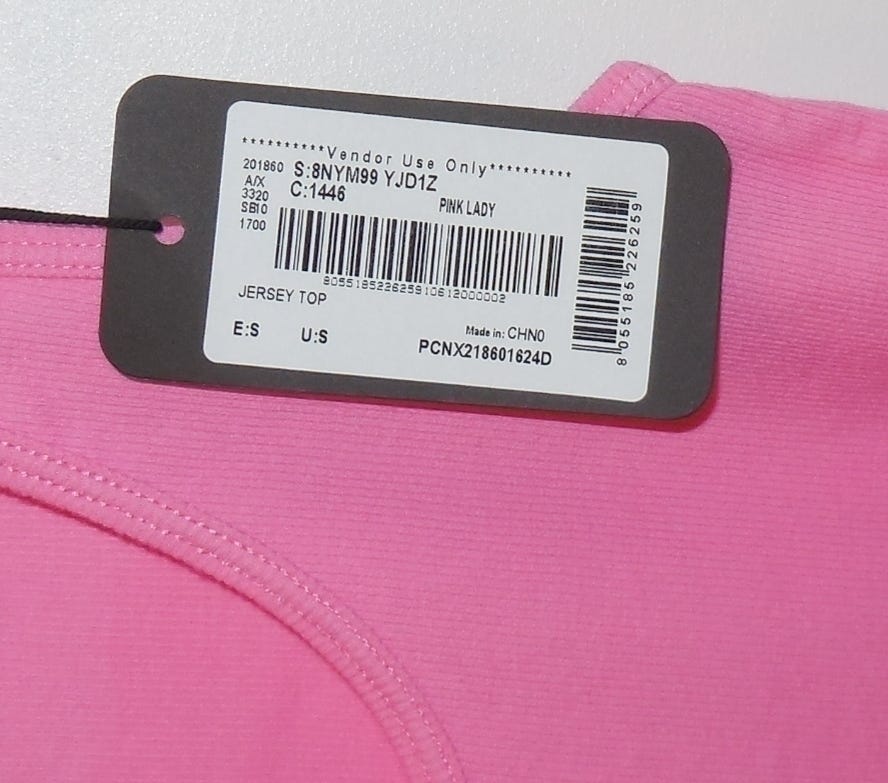 **********Vendor Use Only**********
201860 S:8NYM99 YJD1Z
A/X C:1446
3320 PINK LADY
SB10
1700
805518522625910612000002
JERSEY TOP
E:S U:S
Made in: CHN0
PCNX218601624D
8 055185 226259